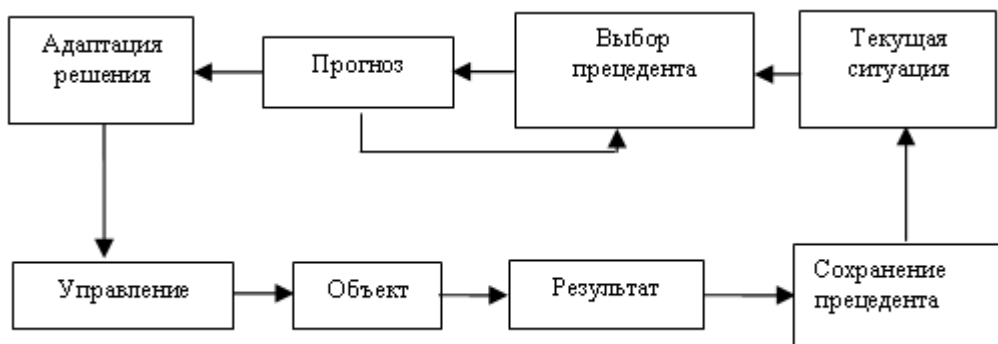 Адаптация
решения
Прогноз
Выбор
прецедента
Текущая
ситуация
Управление
Объект
Результат
Сохранение
прецедента